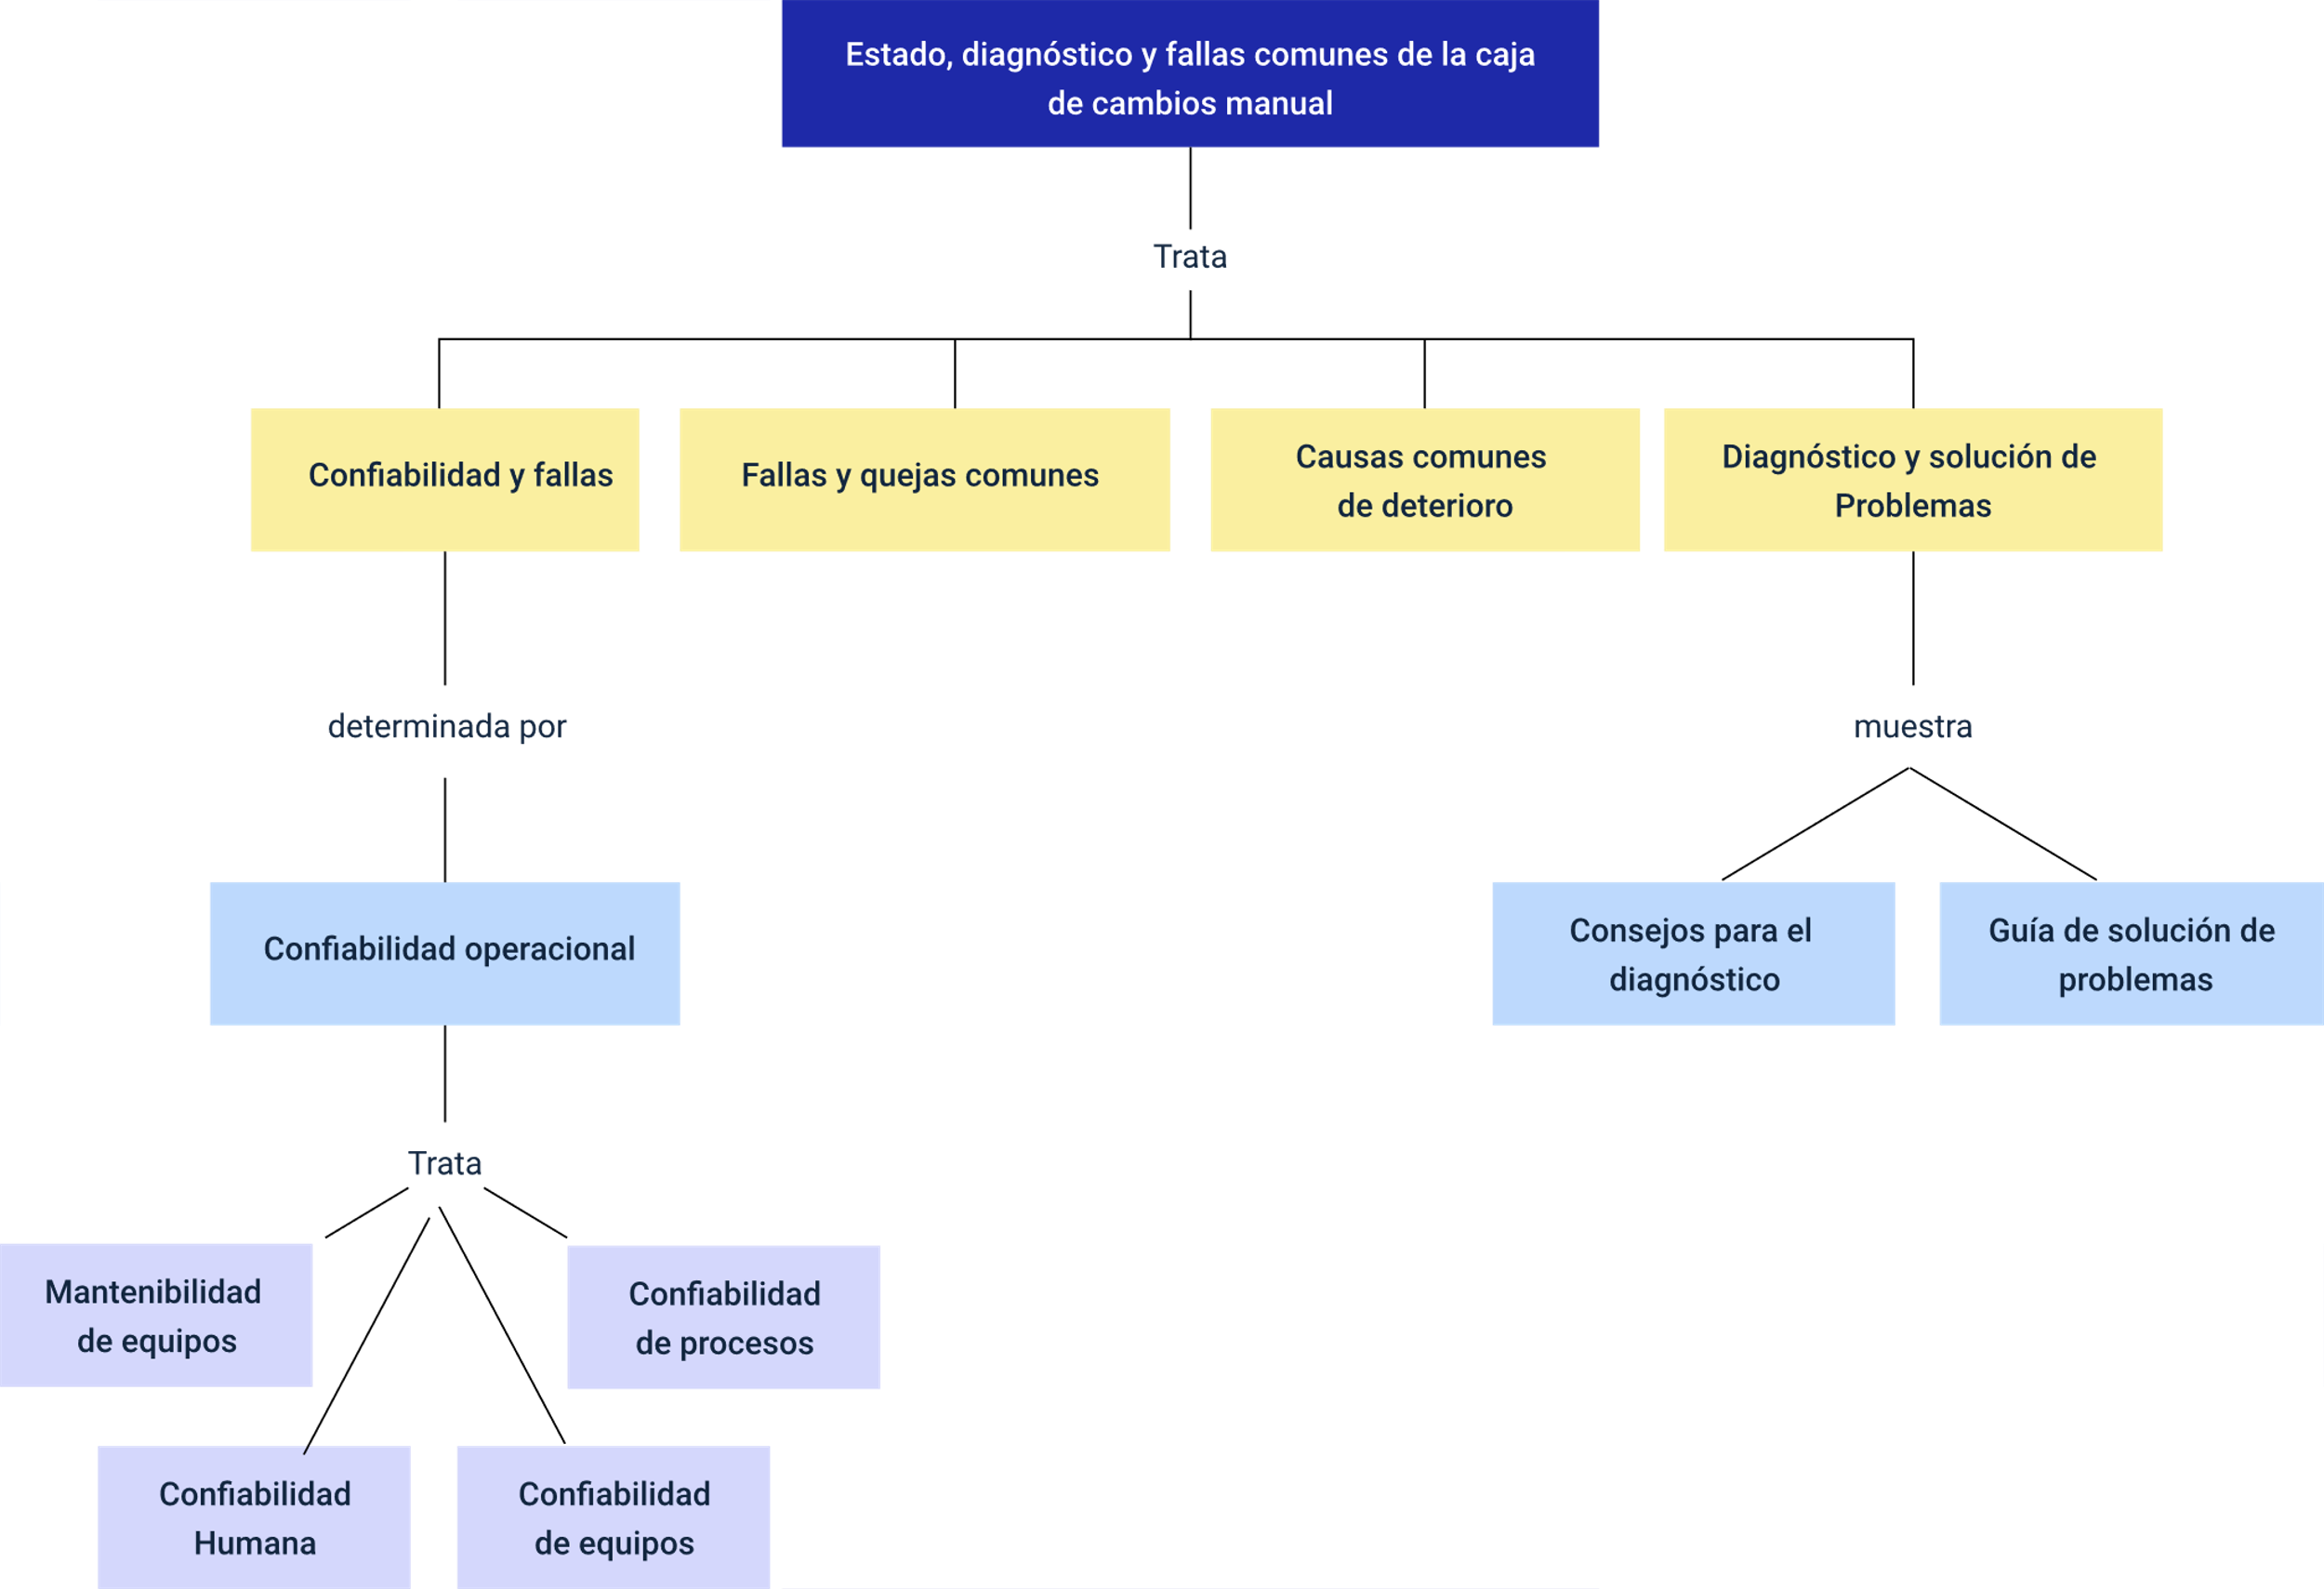 Estado, diagnóstico y fallas comunes de la caja
de cambios manual
Trata
Confiabilidad y fallas
Fallas y quejas comunes
Causas comunes
de deterioro
Diagnóstico y solución de
Problemas
determinada por
muestra
Confiabilidad operacional
Consejos para el
diagnóstico
Guía de solución de
problemas
Trata
Mantenibilidad
de equipos
Confiabilidad
de procesos
Confiabilidad
Humana
Confiabilidad
de equipos